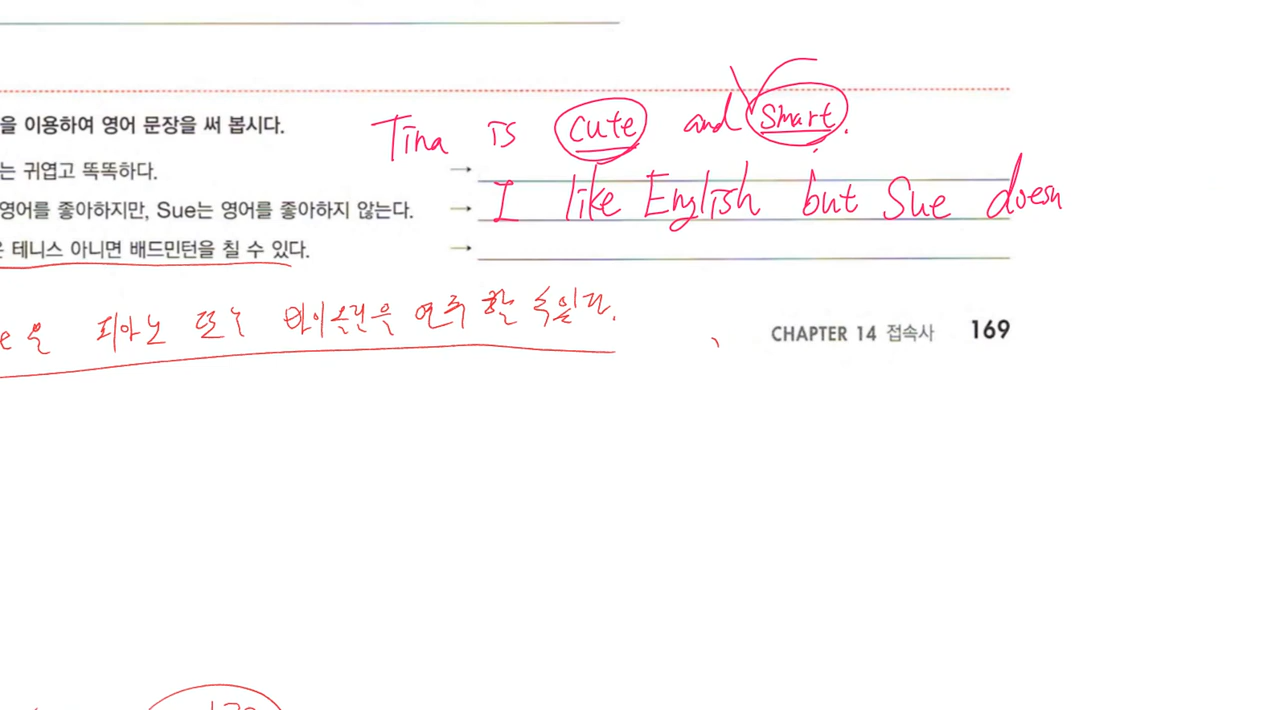 Tina is cute and smart.
을 이용하여 영어 문장을 써 봅시다.
는 귀엽고 똑똑하다. →
I like English but Sue doesn
영어를 좋아하지만, Sue는 영어를 좋아하지 않는다. →
은 테니스 아니면 배드민턴을 칠 수 있다. →
e 은 피아노 또는 바이올린을 연주 할 수 있다.
CHAPTER 14 접속사 169